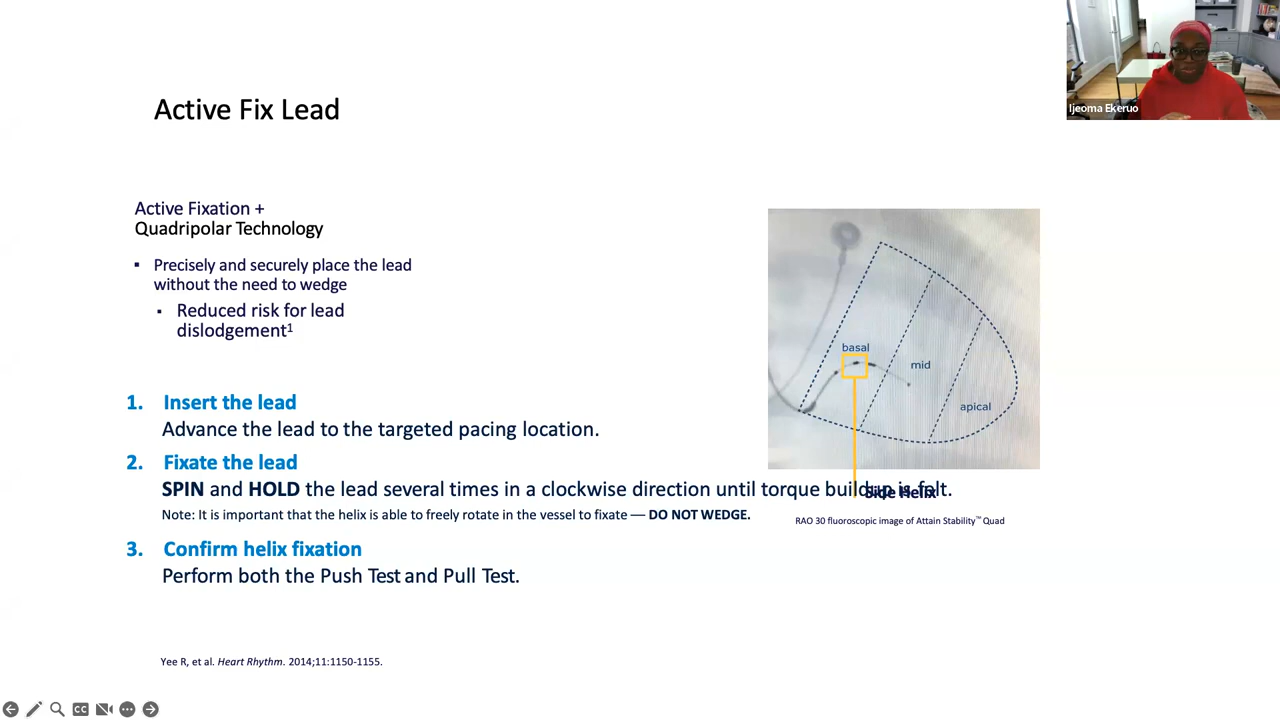 Ijeoma Ekeruo
Active Fix Lead
Active Fixation +
Quadripolar Technology
▪ Precisely and securely place the lead
without the need to wedge
▪ Reduced risk for lead
dislodgement1
basal
mid
apical
1. Insert the lead
Advance the lead to the targeted pacing location.
2. Fixate the lead
SPIN and HOLD the lead several times in a clockwise direction until torque buildup is felt.
Side Helix
Note: It is important that the helix is able to freely rotate in the vessel to fixate — DO NOT WEDGE.
RAO 30 fluoroscopic image of Attain Stability™ Quad
3. Confirm helix fixation
Perform both the Push Test and Pull Test.
Yee R, et al. Heart Rhythm. 2014;11:1150-1155.
CC